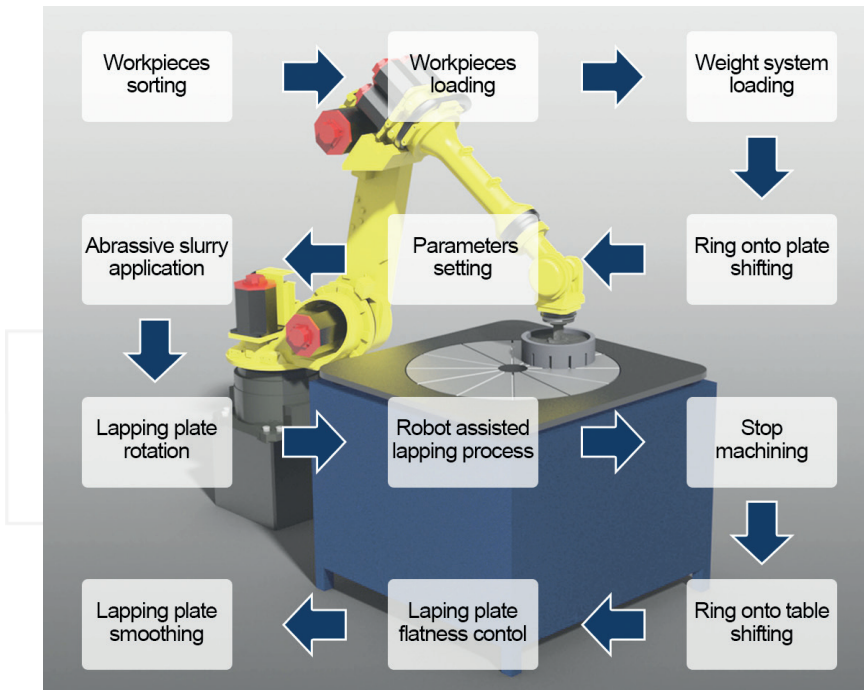 Workpieces
sorting
Workpieces
loading
Weight system
loading
Ring onto plate
shifting
Parameters
setting
Abrassive slurry
application
Lapping plate
rotation
Robot assisted
lapping process
Stop
machining
Ring onto table
shifting
Laping plate
flatness contol
Lapping plate
smoothing